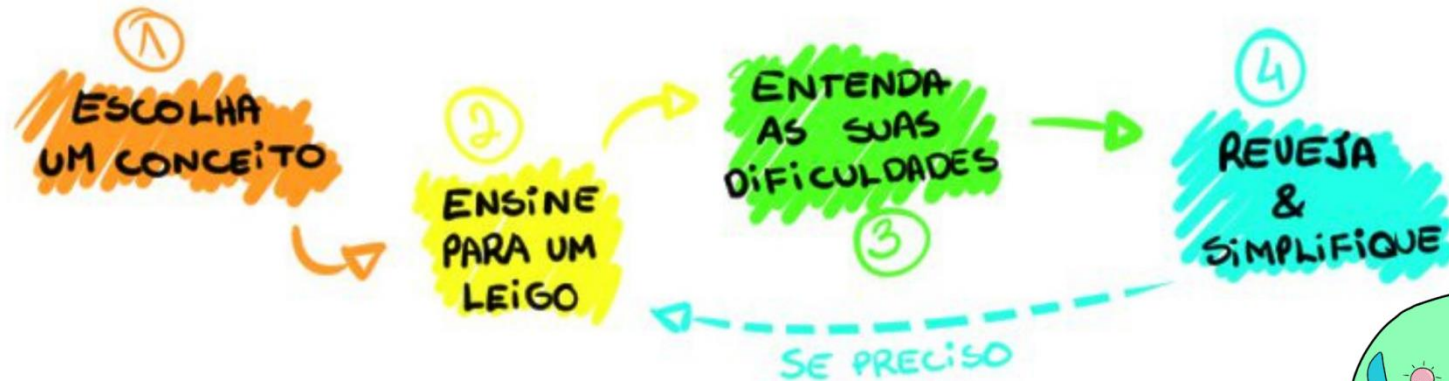 1
ESCOLHA
UM CONCEITO
2
ENSINE
PARA UM
LEIGO
ENTENDA
AS SUAS
DIFICULDADES
3
4
REVEJA
&
SIMPLIFIQUE
SE PRECISO